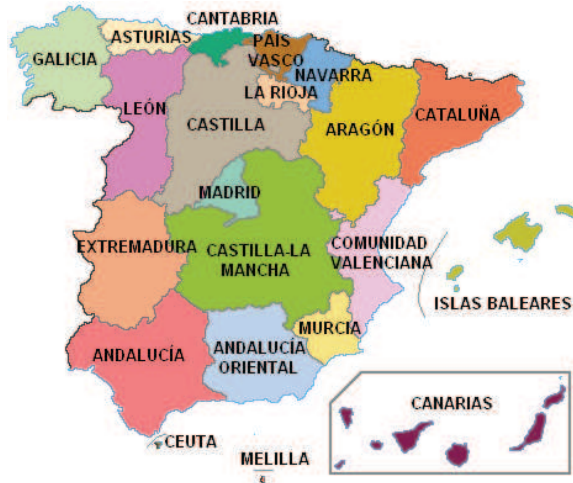 CANTABRIA
ASTURIAS
GALICIA
PAÍS
VASCO
NAVARRA
LEÓN
LA RIOJA
CASTILLA
ARAGÓN
CATALUÑA
MADRID
EXTREMADURA
CASTILLA-LA
MANCHA
COMUNIDAD
VALENCIANA
ISLAS BALEARES
MURCIA
ANDALUCÍA
ANDALUCÍA
ORIENTAL
CANARIAS
CEUTA
MELILLA